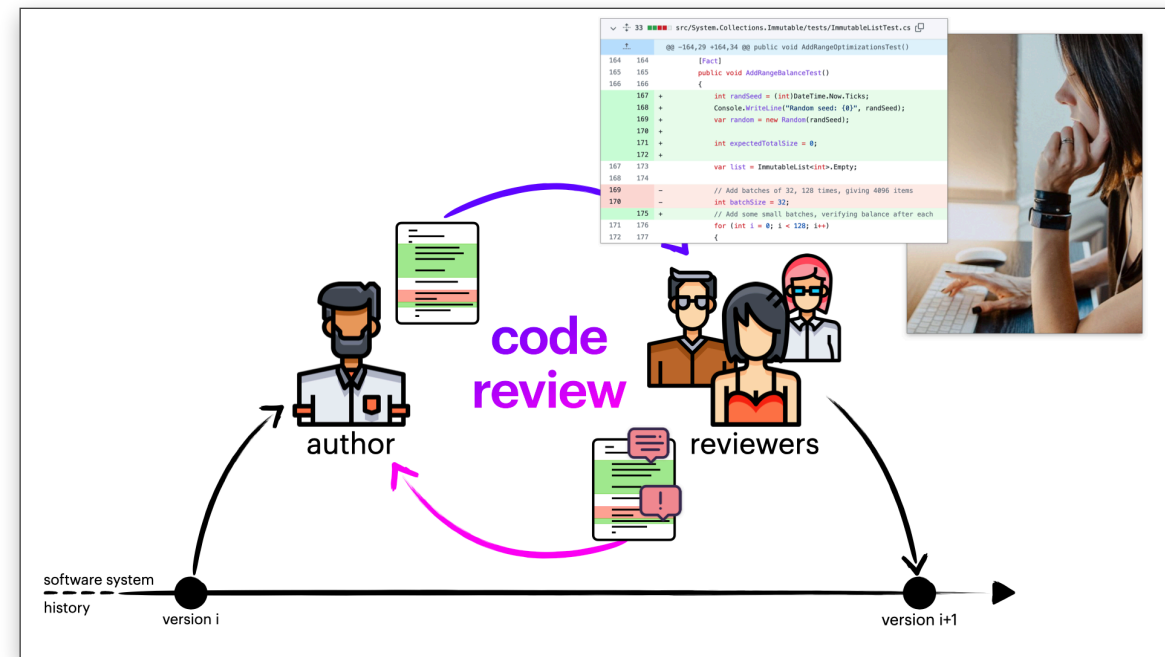 33 src/System.Collections.Immutable/tests/ImmutableListTest.cs
@@ -164,29 +164,34 @@ public void AddRangeOptimizationsTest()
164 164 [Fact]
165 165 public void AddRangeBalanceTest()
166 166 {
167 + int randSeed = (int)DateTime.Now.Ticks;
168 + Console.WriteLine("Random seed: {0}", randSeed);
169 + var random = new Random(randSeed);
170 +
171 + int expectedTotalSize = 0;
172 +
167 173 var list = ImmutableList<int>.Empty;
168 174
169 - // Add batches of 32, 128 times, giving 4096 items
170 - int batchSize = 32;
175 + // Add some small batches, verifying balance after each
171 176 for (int i = 0; i < 128; i++)
172 177 {
code
review
author
reviewers
software system
history
version i
version i+1